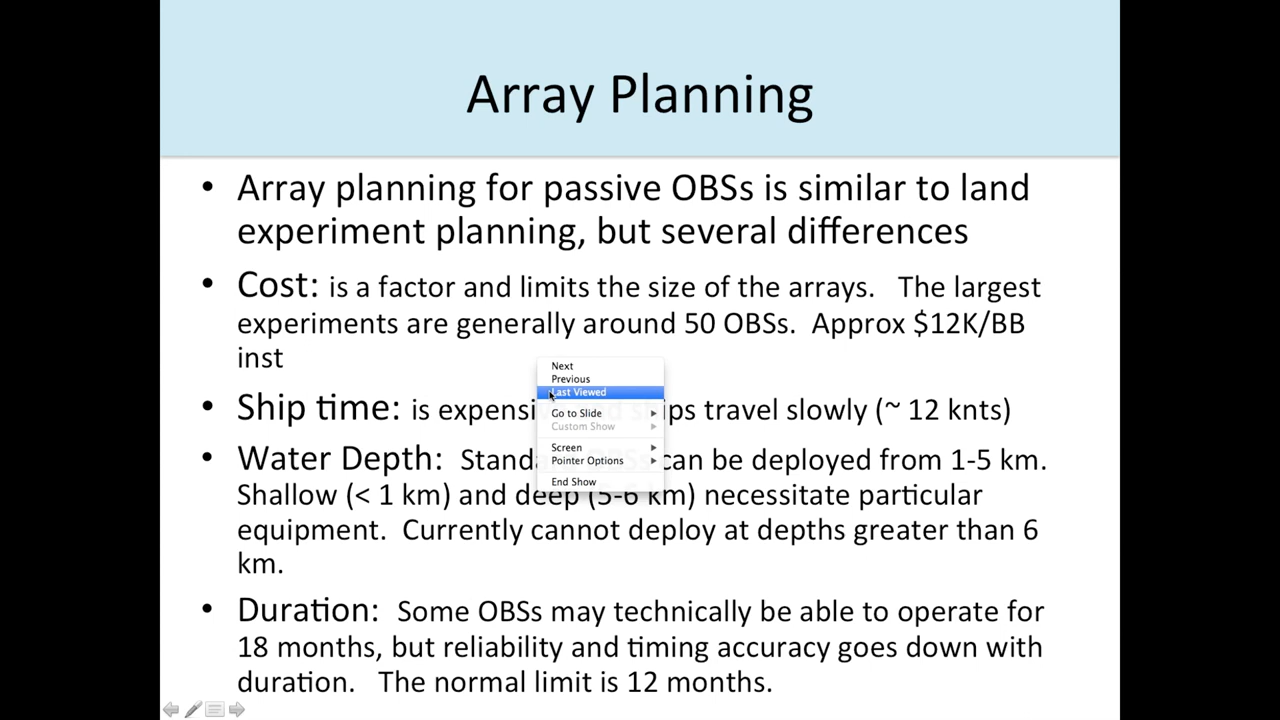 Array Planning
• Array planning for passive OBSs is similar to land
experiment planning, but several differences
• Cost: is a factor and limits the size of the arrays. The largest
experiments are generally around 50 OBSs. Approx $12K/BB
inst
• Ship time: is expensi ships travel slowly (~ 12 knts)
• Water Depth: Standa OBSs can be deployed from 1-5 km.
Shallow (< 1 km) and deep (5-6 km) necessitate particular
equipment. Currently cannot deploy at depths greater than 6
km.
• Duration: Some OBSs may technically be able to operate for
18 months, but reliability and timing accuracy goes down with
duration. The normal limit is 12 months.
Next
Previous
Last Viewed
Go to Slide
Custom Show
Screen
Pointer Options
End Show